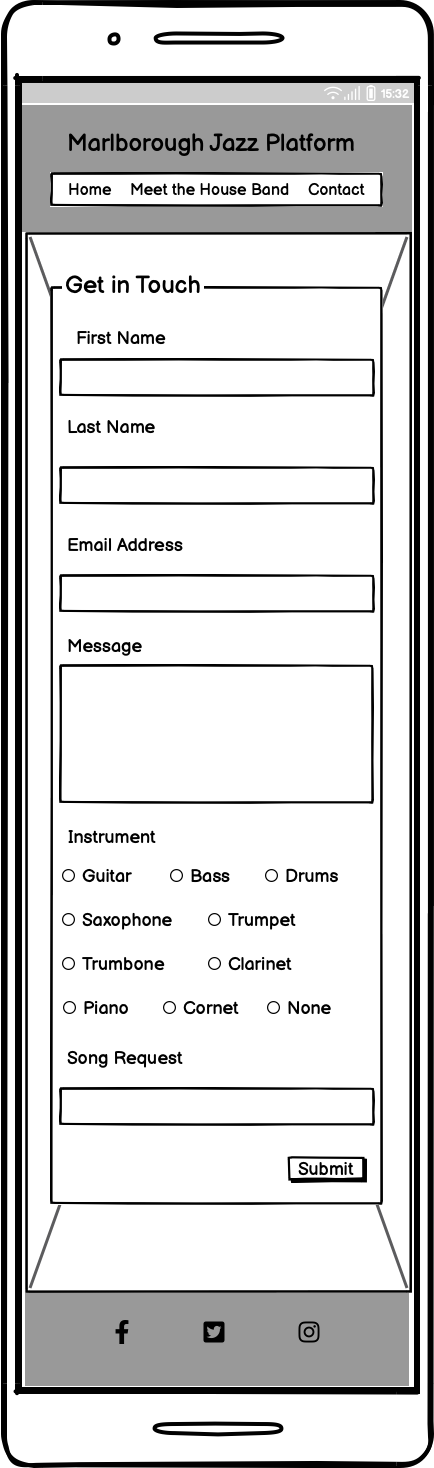 15:32
Marlborough Jazz Platform
Home Meet the House Band Contact
Get in Touch
First Name
Last Name
Email Address
Message
Instrument
Guitar Bass Drums
Saxophone Trumpet
Trumbone Clarinet
Piano Cornet None
Song Request
Submit